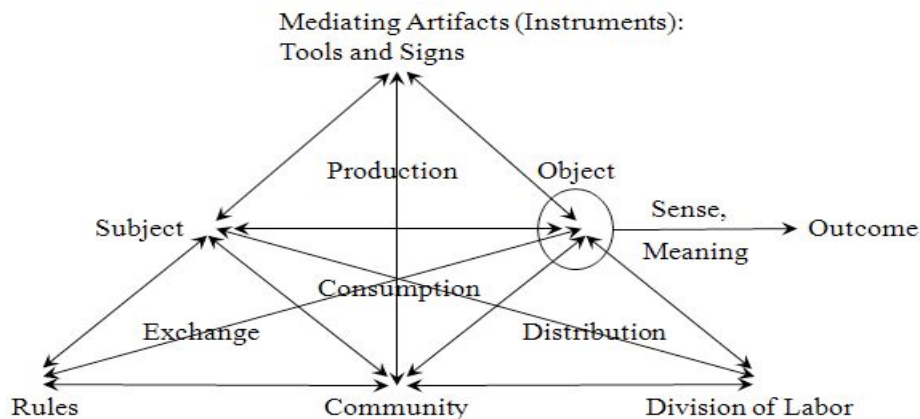 Mediating Artifacts (Instruments):
Tools and Signs
Production
Object
Subject
Sense,
Meaning
Outcome
Consumption
Exchange
Distribution
Rules
Community
Division of Labor